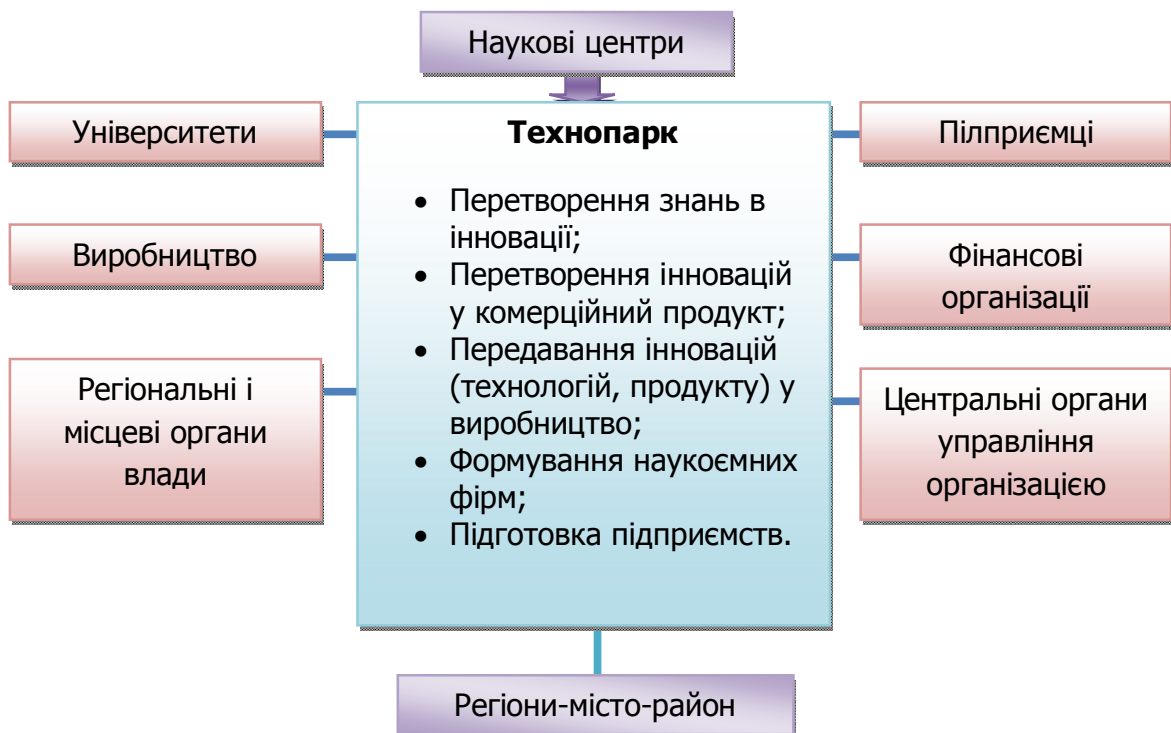 Наукові центри
Університети
Виробництво
Регіональні і
місцеві органи
влади
Технопарк
• Перетворення знань в
інновації;
• Перетворення інновацій
у комерційний продукт;
• Передавання інновацій
(технологій, продукту) у
виробництво;
• Формування наукоємних
фірм;
• Підготовка підприємств.
Пілприємці
Фінансові
організації
Центральні органи
управління
організацією
Регіони-місто-район